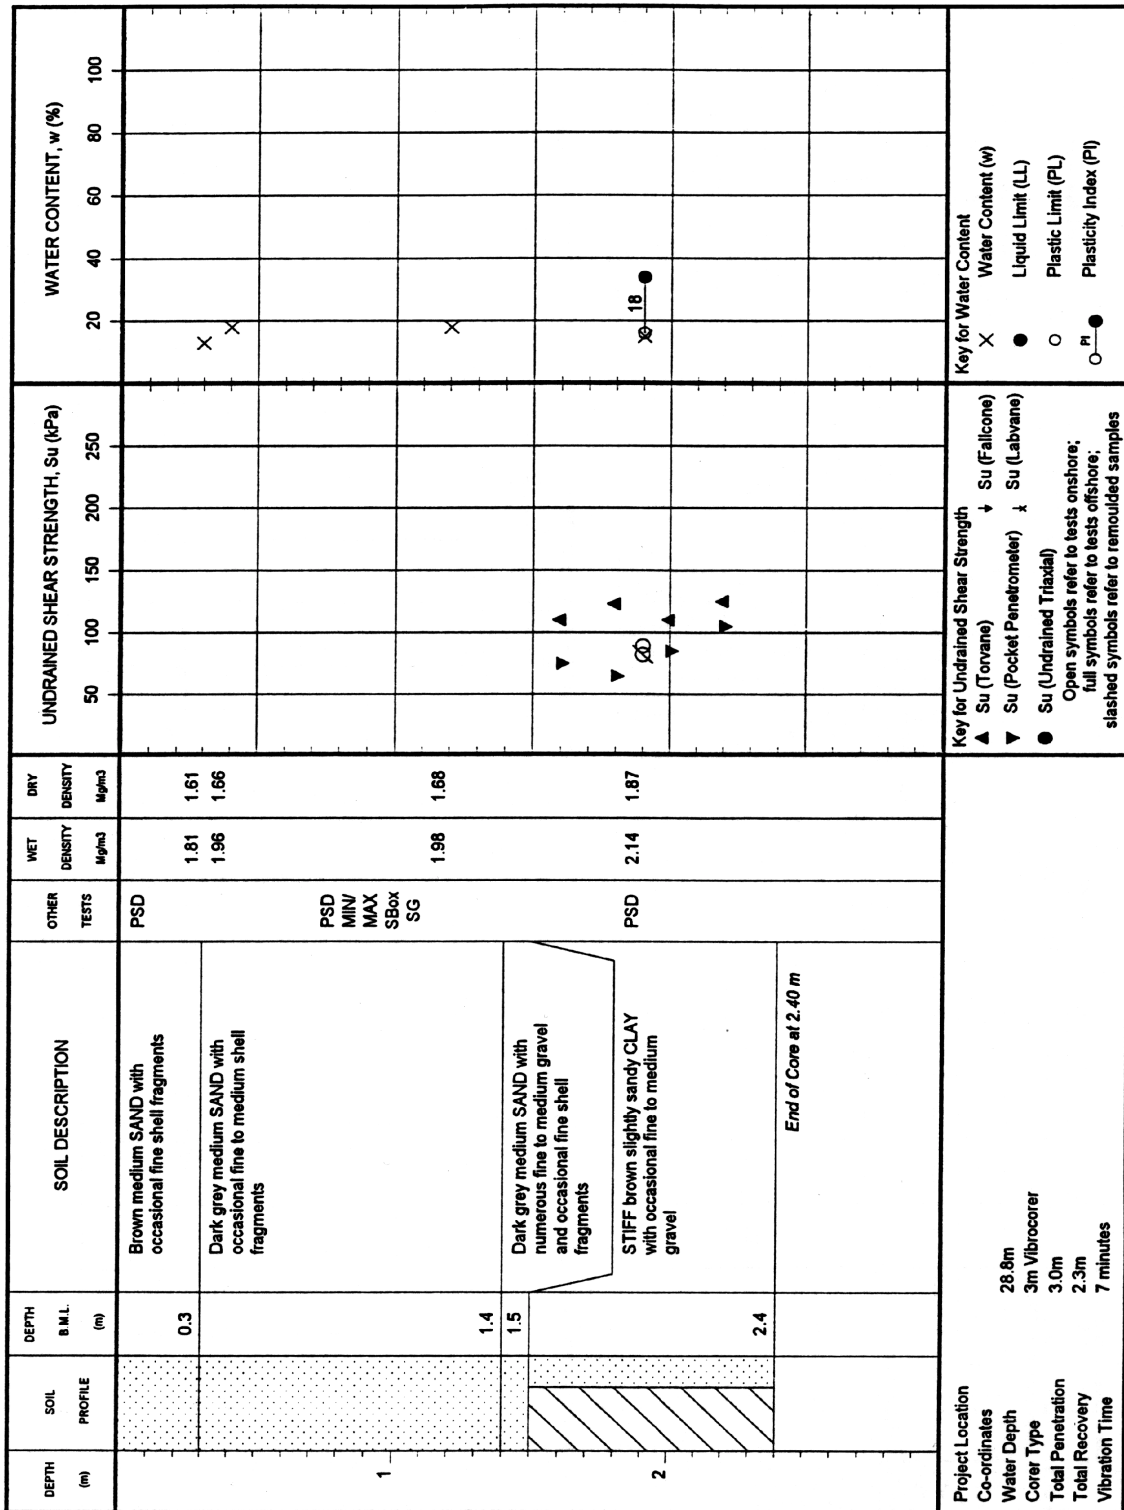 DEPTH
(m)
SOIL
PROFILE
DEPTH
B.M.L.
(m)
SOIL DESCRIPTION
OTHER
TESTS
WET
DENSITY
Mg/m3
DRY
DENSITY
Mg/m3
UNDRAINED SHEAR STRENGTH, Su (kPa)
50
100
150
200
250
WATER CONTENT, w (%)
20
40
60
80
100
1
2
0.3
1.4
1.5
2.4
Brown medium SAND with
occasional fine shell fragments
Dark grey medium SAND with
occasional fine to medium shell
fragments
Dark grey medium SAND with
numerous fine to medium gravel
and occasional fine shell
fragments
STIFF brown slightly sandy CLAY
with occasional fine to medium
gravel
End of Core at 2.40 m
PSD
PSD
MIN/
MAX
SBox
SG
PSD
1.81
1.96
1.98
2.14
1.61
1.66
1.68
1.87
18
Project Location
Co-ordinates
Water Depth 28.8m
Corer Type 3m Vibrocorer
Total Penetration 3.0m
Total Recovery 2.3m
Vibration Time 7 minutes
Key for Undrained Shear Strength
Su (Torvane) Su (Fallcone)
Su (Pocket Penetrometer) Su (Labvane)
Su (Undrained Triaxial)
Open symbols refer to tests onshore;
full symbols refer to tests offshore;
slashed symbols refer to remoulded samples
Key for Water Content
Water Content (w)
Liquid Limit (LL)
Plastic Limit (PL)
PI Plasticity Index (PI)